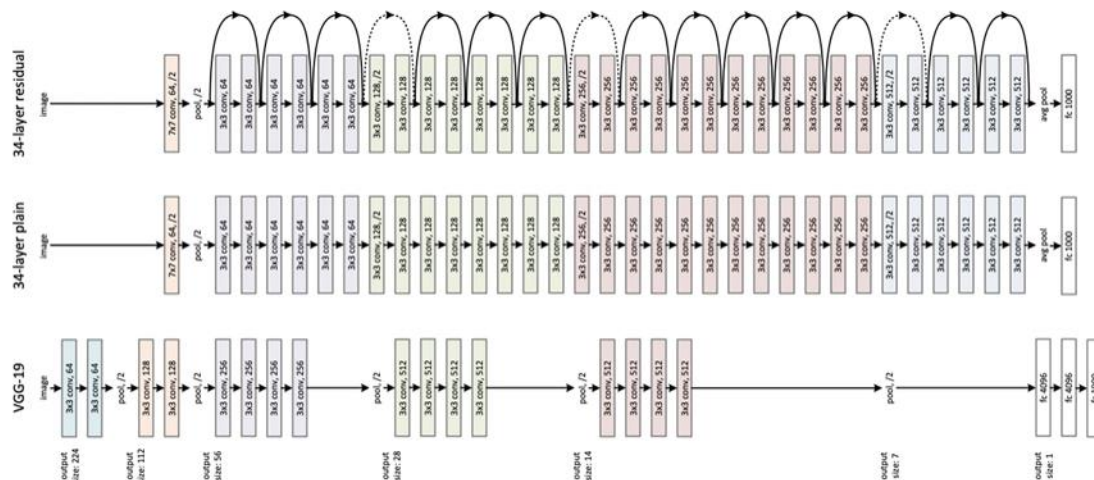 34-layer residual
image
7x7 conv, 64, /2
pool, /2
3x3 conv, 64
3x3 conv, 64
3x3 conv, 64
3x3 conv, 64
3x3 conv, 64
3x3 conv, 64
3x3 conv, 128, /2
3x3 conv, 128
3x3 conv, 128
3x3 conv, 128
3x3 conv, 128
3x3 conv, 128
3x3 conv, 128
3x3 conv, 128
3x3 conv, 256, /2
3x3 conv, 256
3x3 conv, 256
3x3 conv, 256
3x3 conv, 256
3x3 conv, 256
3x3 conv, 256
3x3 conv, 256
3x3 conv, 256
3x3 conv, 256
3x3 conv, 256
3x3 conv, 256
3x3 conv, 512, /2
3x3 conv, 512
3x3 conv, 512
3x3 conv, 512
3x3 conv, 512
3x3 conv, 512
avg pool
fc 1000
34-layer plain
image
7x7 conv, 64, /2
pool, /2
3x3 conv, 64
3x3 conv, 64
3x3 conv, 64
3x3 conv, 64
3x3 conv, 64
3x3 conv, 64
3x3 conv, 128, /2
3x3 conv, 128
3x3 conv, 128
3x3 conv, 128
3x3 conv, 128
3x3 conv, 128
3x3 conv, 128
3x3 conv, 128
3x3 conv, 256, /2
3x3 conv, 256
3x3 conv, 256
3x3 conv, 256
3x3 conv, 256
3x3 conv, 256
3x3 conv, 256
3x3 conv, 256
3x3 conv, 256
3x3 conv, 256
3x3 conv, 256
3x3 conv, 256
3x3 conv, 512, /2
3x3 conv, 512
3x3 conv, 512
3x3 conv, 512
3x3 conv, 512
3x3 conv, 512
avg pool
fc 1000
VGG-19
image
3x3 conv, 64
3x3 conv, 64
pool, /2
3x3 conv, 128
3x3 conv, 128
pool, /2
3x3 conv, 256
3x3 conv, 256
3x3 conv, 256
3x3 conv, 256
pool, /2
3x3 conv, 512
3x3 conv, 512
3x3 conv, 512
3x3 conv, 512
pool, /2
3x3 conv, 512
3x3 conv, 512
3x3 conv, 512
3x3 conv, 512
pool, /2
fc 4096
fc 4096
output
size: 224
output
size: 112
output
size: 56
output
size: 28
output
size: 14
output
size: 7
output
size: 1